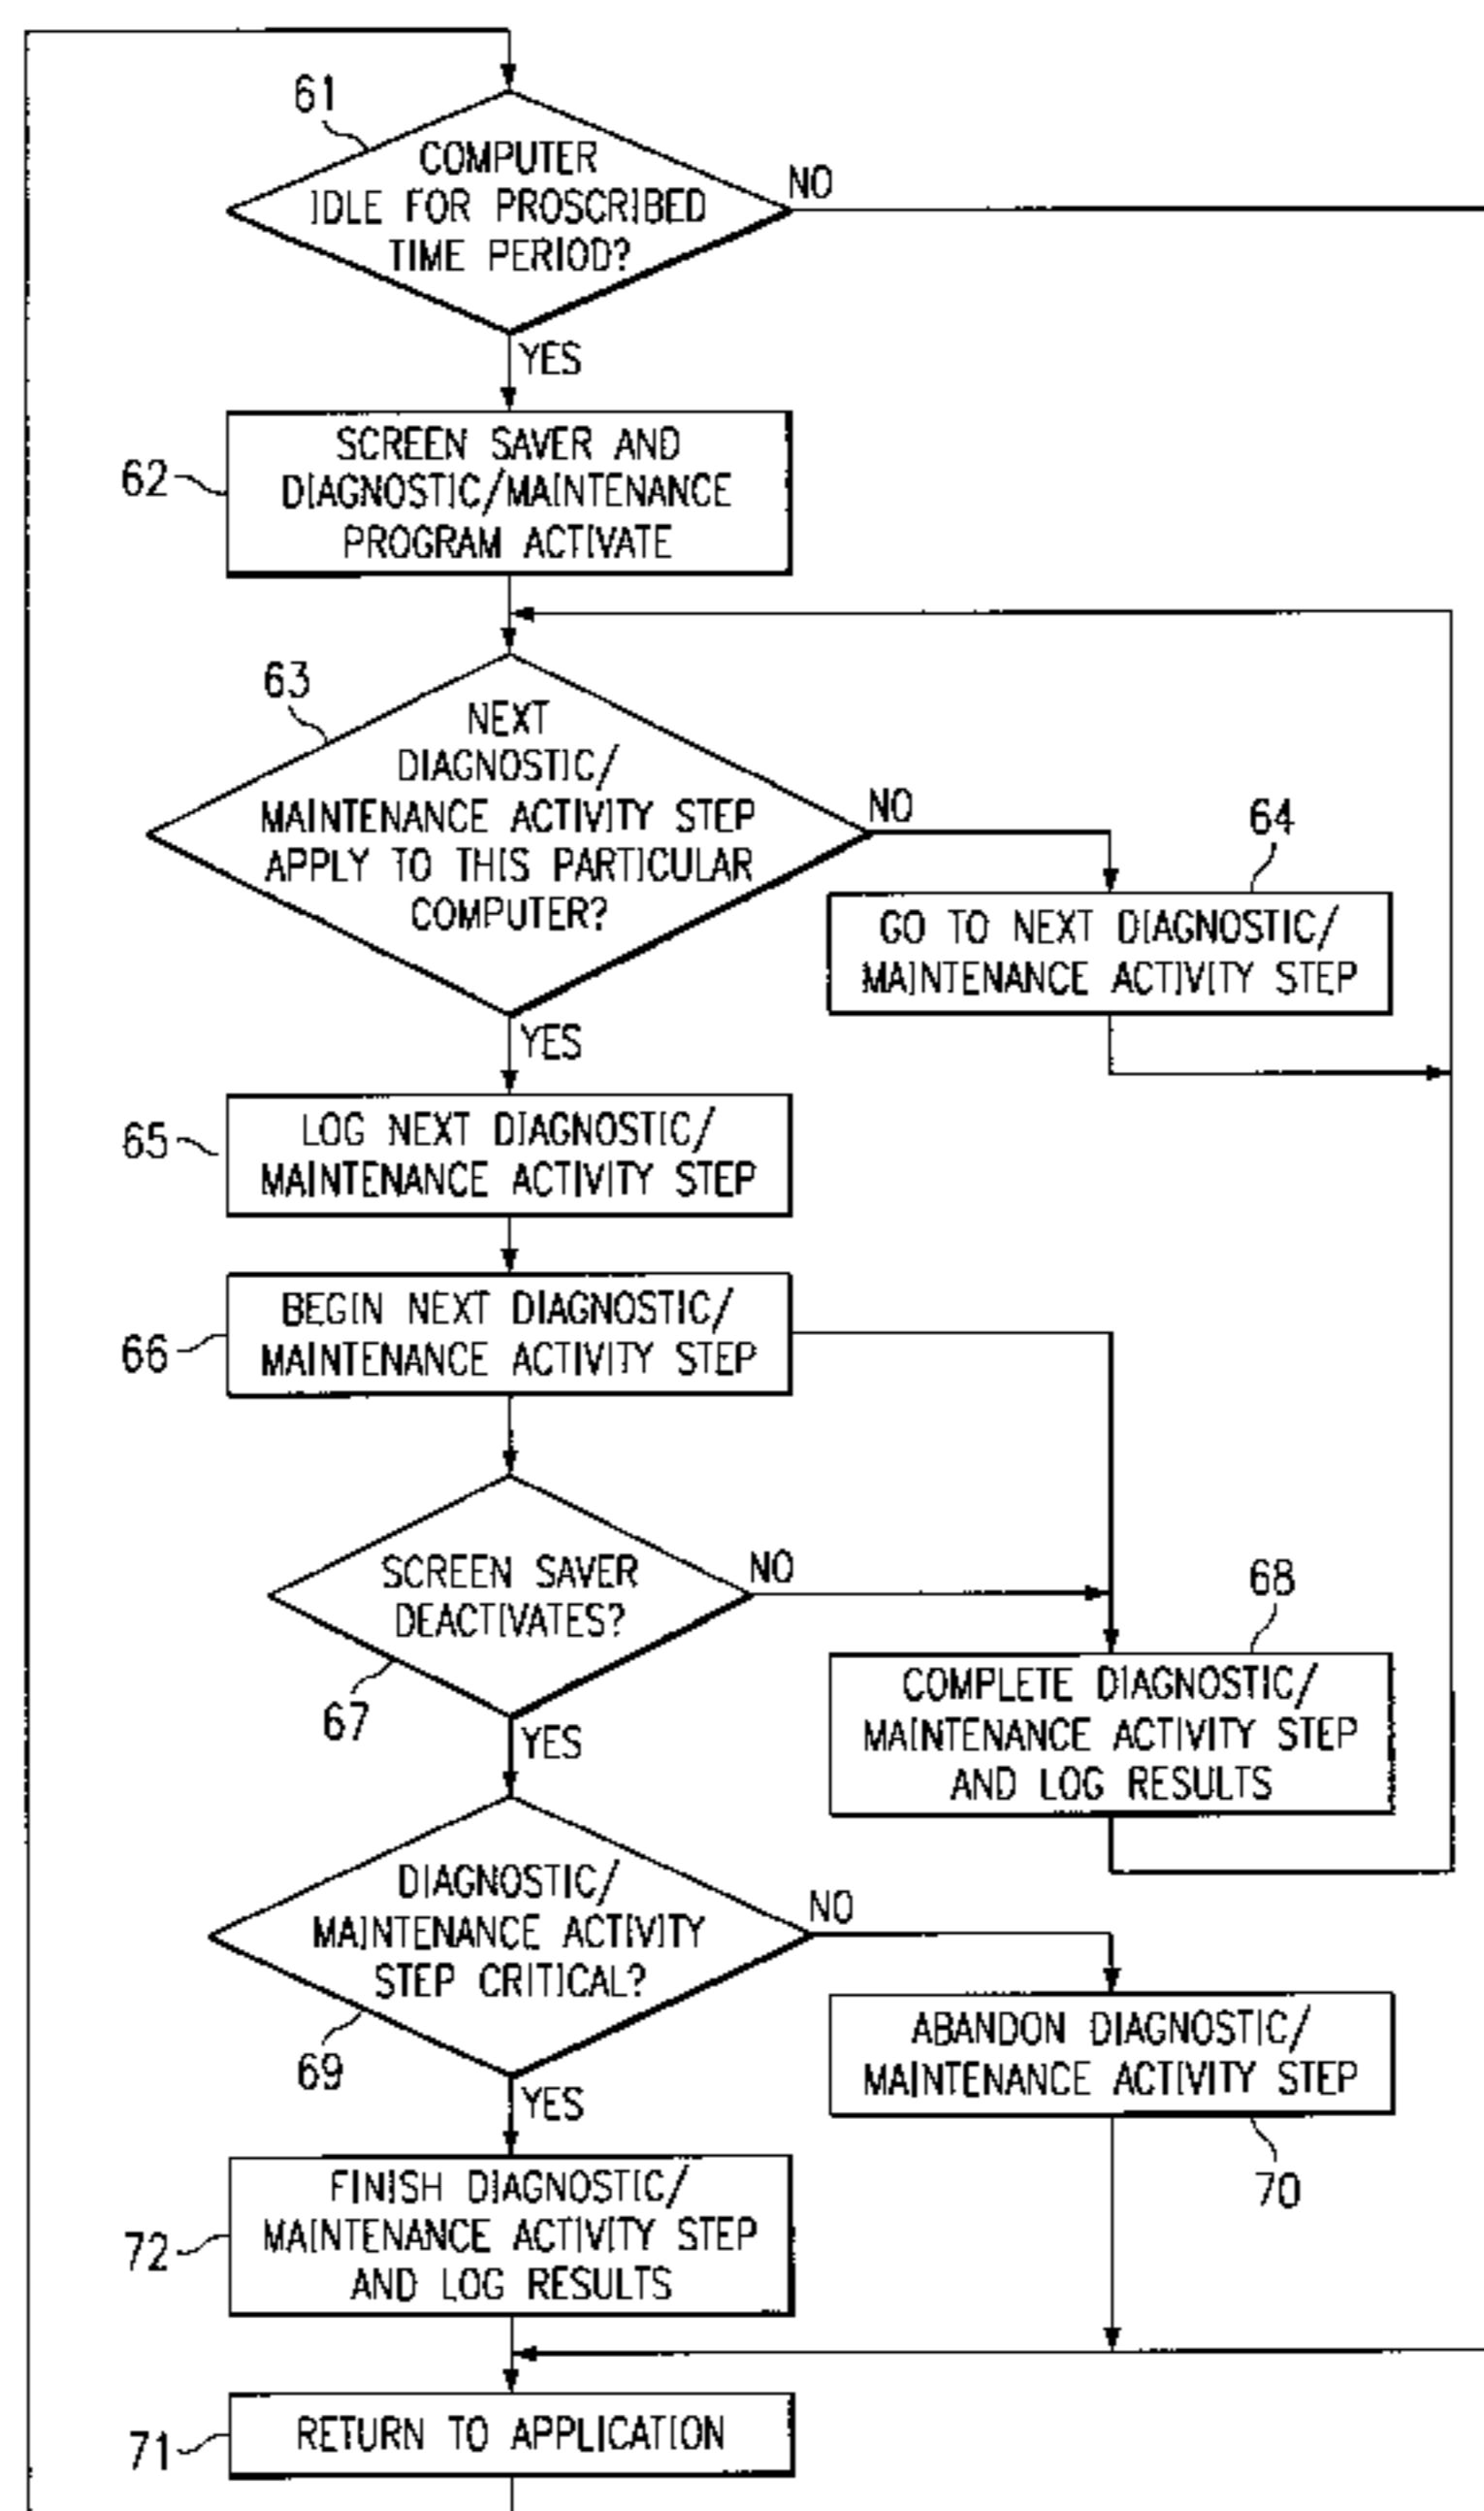 61
COMPUTER
IDLE FOR PROSCRIBED
TIME PERIOD?
NO
YES
62
SCREEN SAVER AND
DIAGNOSTIC/MAINTENANCE
PROGRAM ACTIVATE
63
NEXT
DIAGNOSTIC/
MAINTENANCE ACTIVITY STEP
APPLY TO THIS PARTICULAR
COMPUTER?
NO
64
GO TO NEXT DIAGNOSTIC/
MAINTENANCE ACTIVITY STEP
YES
65
LOG NEXT DIAGNOSTIC/
MAINTENANCE ACTIVITY STEP
66
BEGIN NEXT DIAGNOSTIC/
MAINTENANCE ACTIVITY STEP
SCREEN SAVER
DEACTIVATES?
NO
67
YES
68
COMPLETE DIAGNOSTIC/
MAINTENANCE ACTIVITY STEP
AND LOG RESULTS
DIAGNOSTIC/
MAINTENANCE ACTIVITY
STEP CRITICAL?
NO
69
YES
ABANDON DIAGNOSTIC/
MAINTENANCE ACTIVITY STEP
70
72
FINISH DIAGNOSTIC/
MAINTENANCE ACTIVITY STEP
AND LOG RESULTS
71
RETURN TO APPLICATION